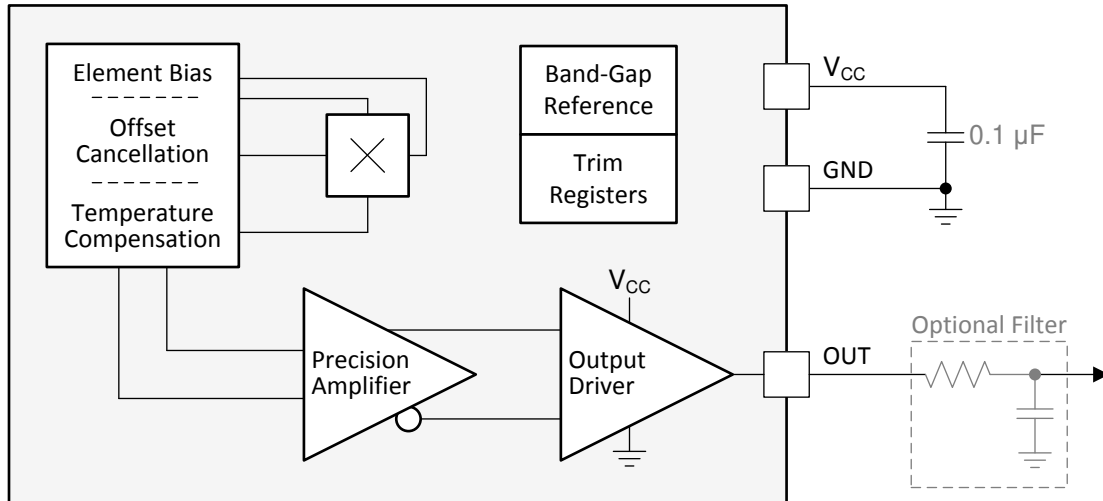 Element Bias
Offset
Cancellation
Temperature
Compensation
Band-Gap
Reference
Trim
Registers
VCC
0.1 µF
GND
Precision
Amplifier
VCC
Output
Driver
OUT
Optional Filter